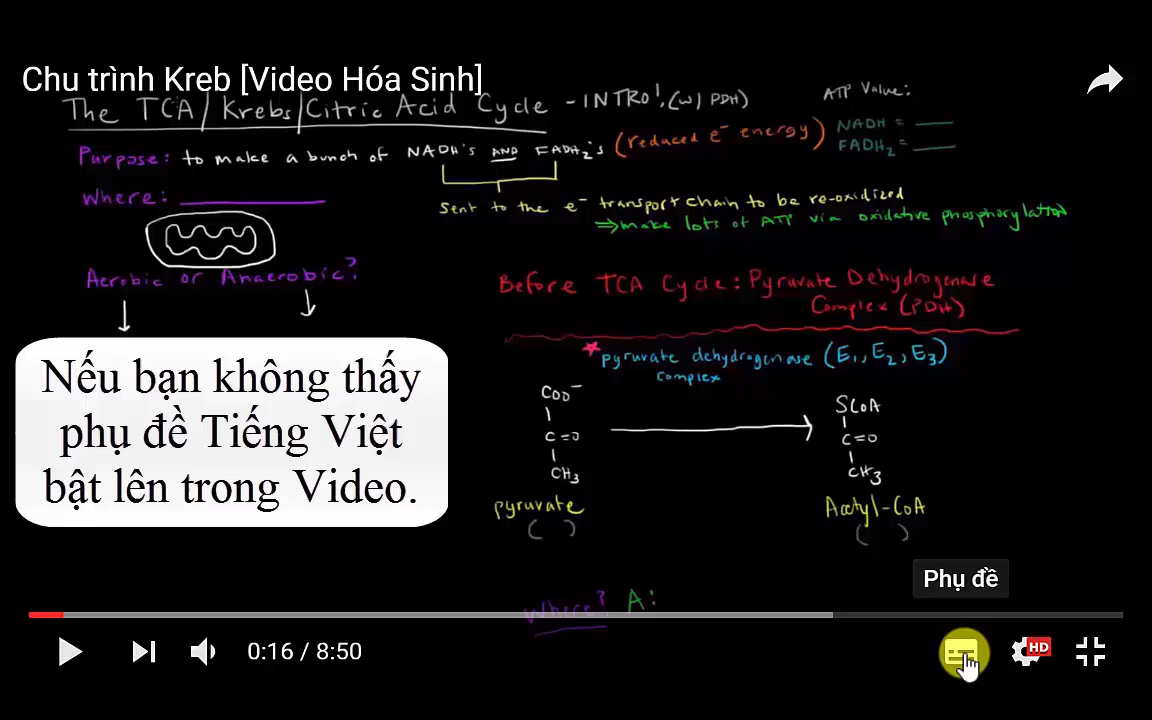 Chu trình Kreb [Video Hóa Sinh]
The TCA/Krebs/Citric Acid Cycle - INTRO! (w/ PDH)
ATP Value:
NADH = ____
FADH₂ = ____
Purpose: to make a bunch of NADH's AND FADH₂'s (reduced e⁻ energy)
Where: ____
Sent to the e⁻ transport chain to be re-oxidized
⇒ make lots of ATP via oxidative phosphorylation
Aerobic or Anaerobic?
Before TCA Cycle: Pyruvate Dehydrogenase
Complex (PDH)
Nếu bạn không thấy
phụ đề Tiếng Việt
bật lên trong Video.
* pyruvate dehydrogenase (E₁, E₂, E₃)
complex
COO⁻
C=O
CH₃
pyruvate
( )
SCoA
C=O
CH₃
Acetyl-CoA
( )
Phụ đề
Where? A:
0:16 / 8:50
HD